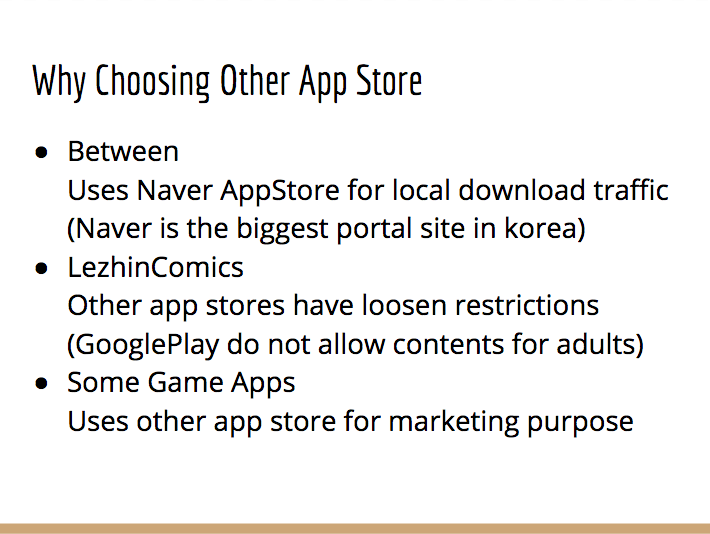 Why Choosing Other App Store
● Between
Uses Naver AppStore for local download traffic
(Naver is the biggest portal site in korea)
● LezhinComics
Other app stores have loosen restrictions
(GooglePlay do not allow contents for adults)
● Some Game Apps
Uses other app store for marketing purpose